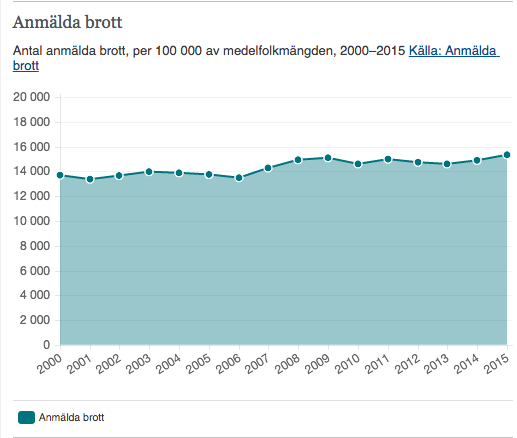 Anmälda brott
Antal anmälda brott, per 100 000 av medelfolkmängden, 2000–2015 Källa: Anmälda
brott
20 000
18 000
16 000
14 000
12 000
10 000
8 000
6 000
4 000
2 000
0
2000 2001 2002 2003 2004 2005 2006 2007 2008 2009 2010 2011 2012 2013 2014 2015
Anmälda brott